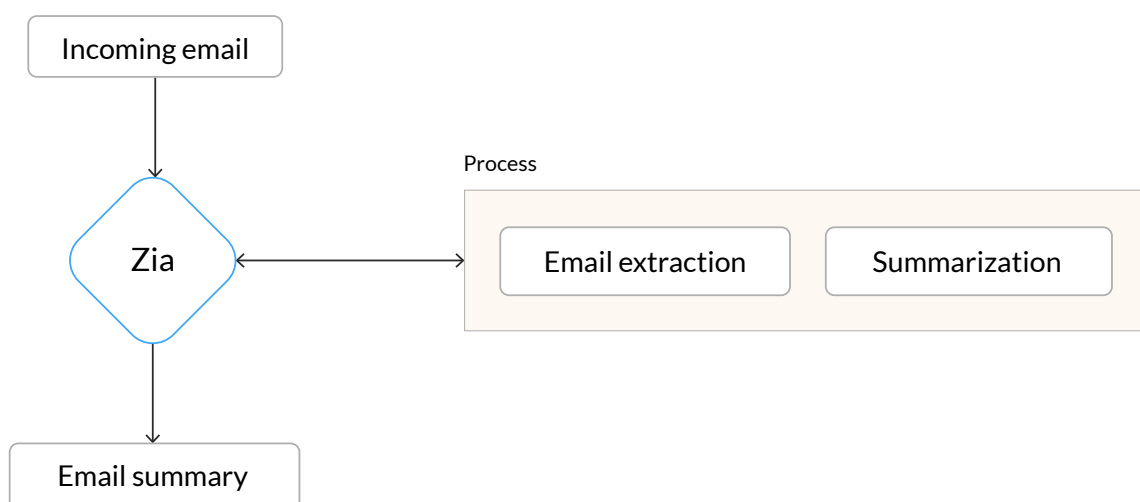 Incoming email
Process
Zia
Email extraction
Summarization
Email summary